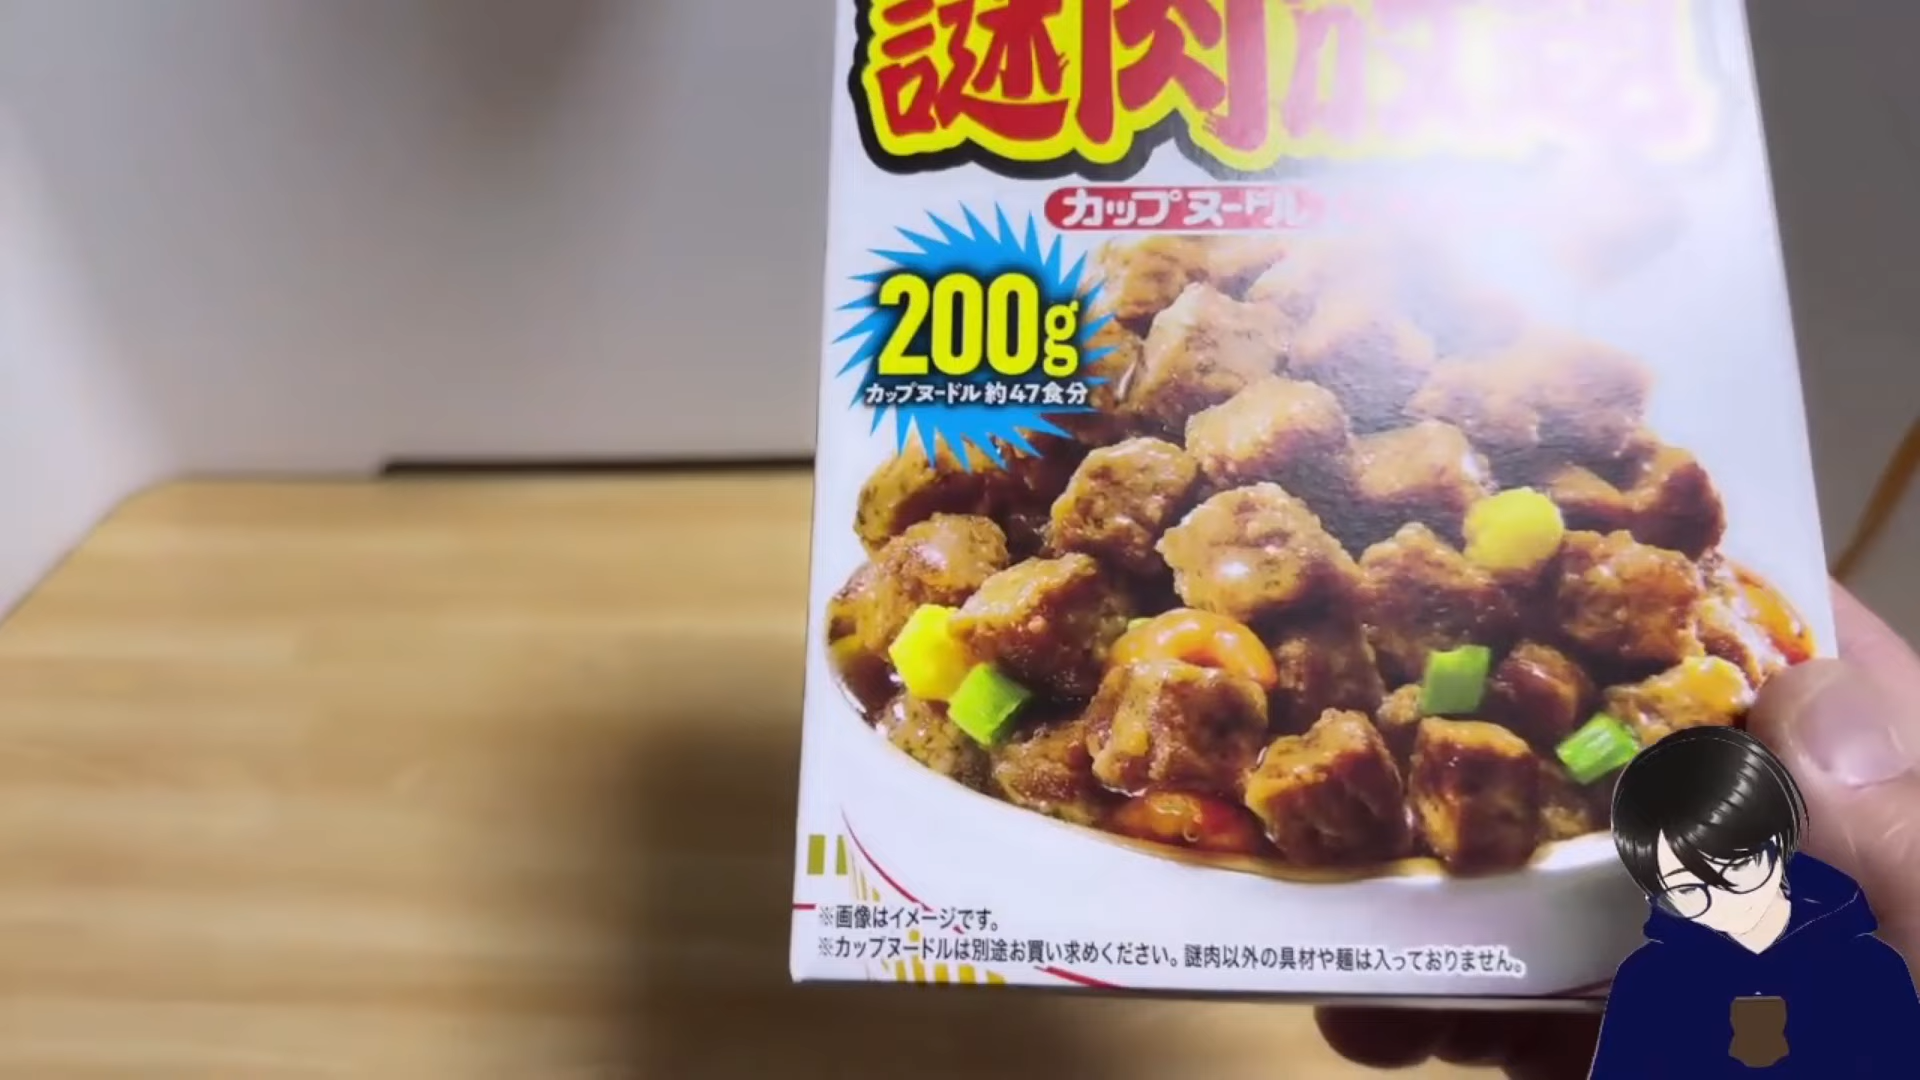 謎肉
カップヌードル
200g
カップヌードル約47食分
※画像はイメージです。
※カップヌードルは別途お買い求めください。謎肉以外の具材や麺は入っておりません。